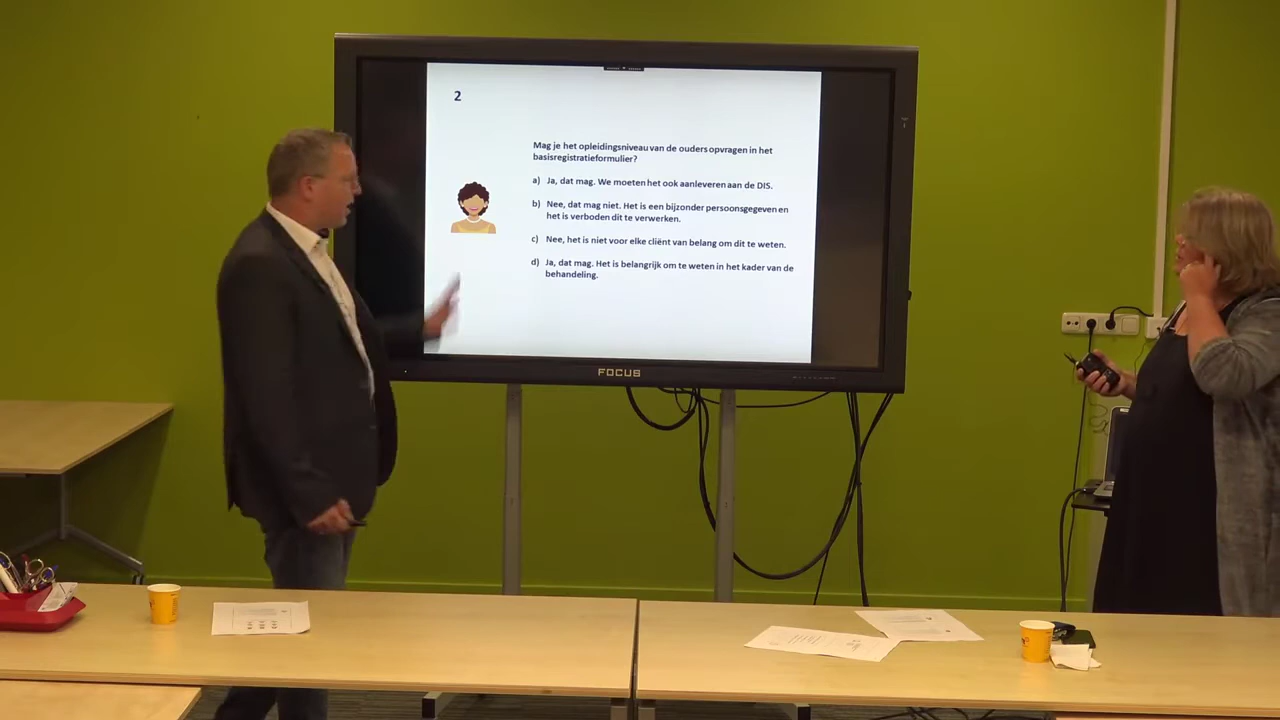 2
Mag je het opleidingsniveau van de ouders opvragen in het
basisregistratieformulier?
a) Ja, dat mag. We moeten het ook aanleveren aan de DIS.
b) Nee, dat mag niet. Het is een bijzonder persoonsgegeven en
het is verboden dit te verwerken.
c) Nee, het is niet voor elke cliënt van belang om dit te weten.
d) Ja, dat mag. Het is belangrijk om te weten in het kader van de
behandeling.
FOCUS